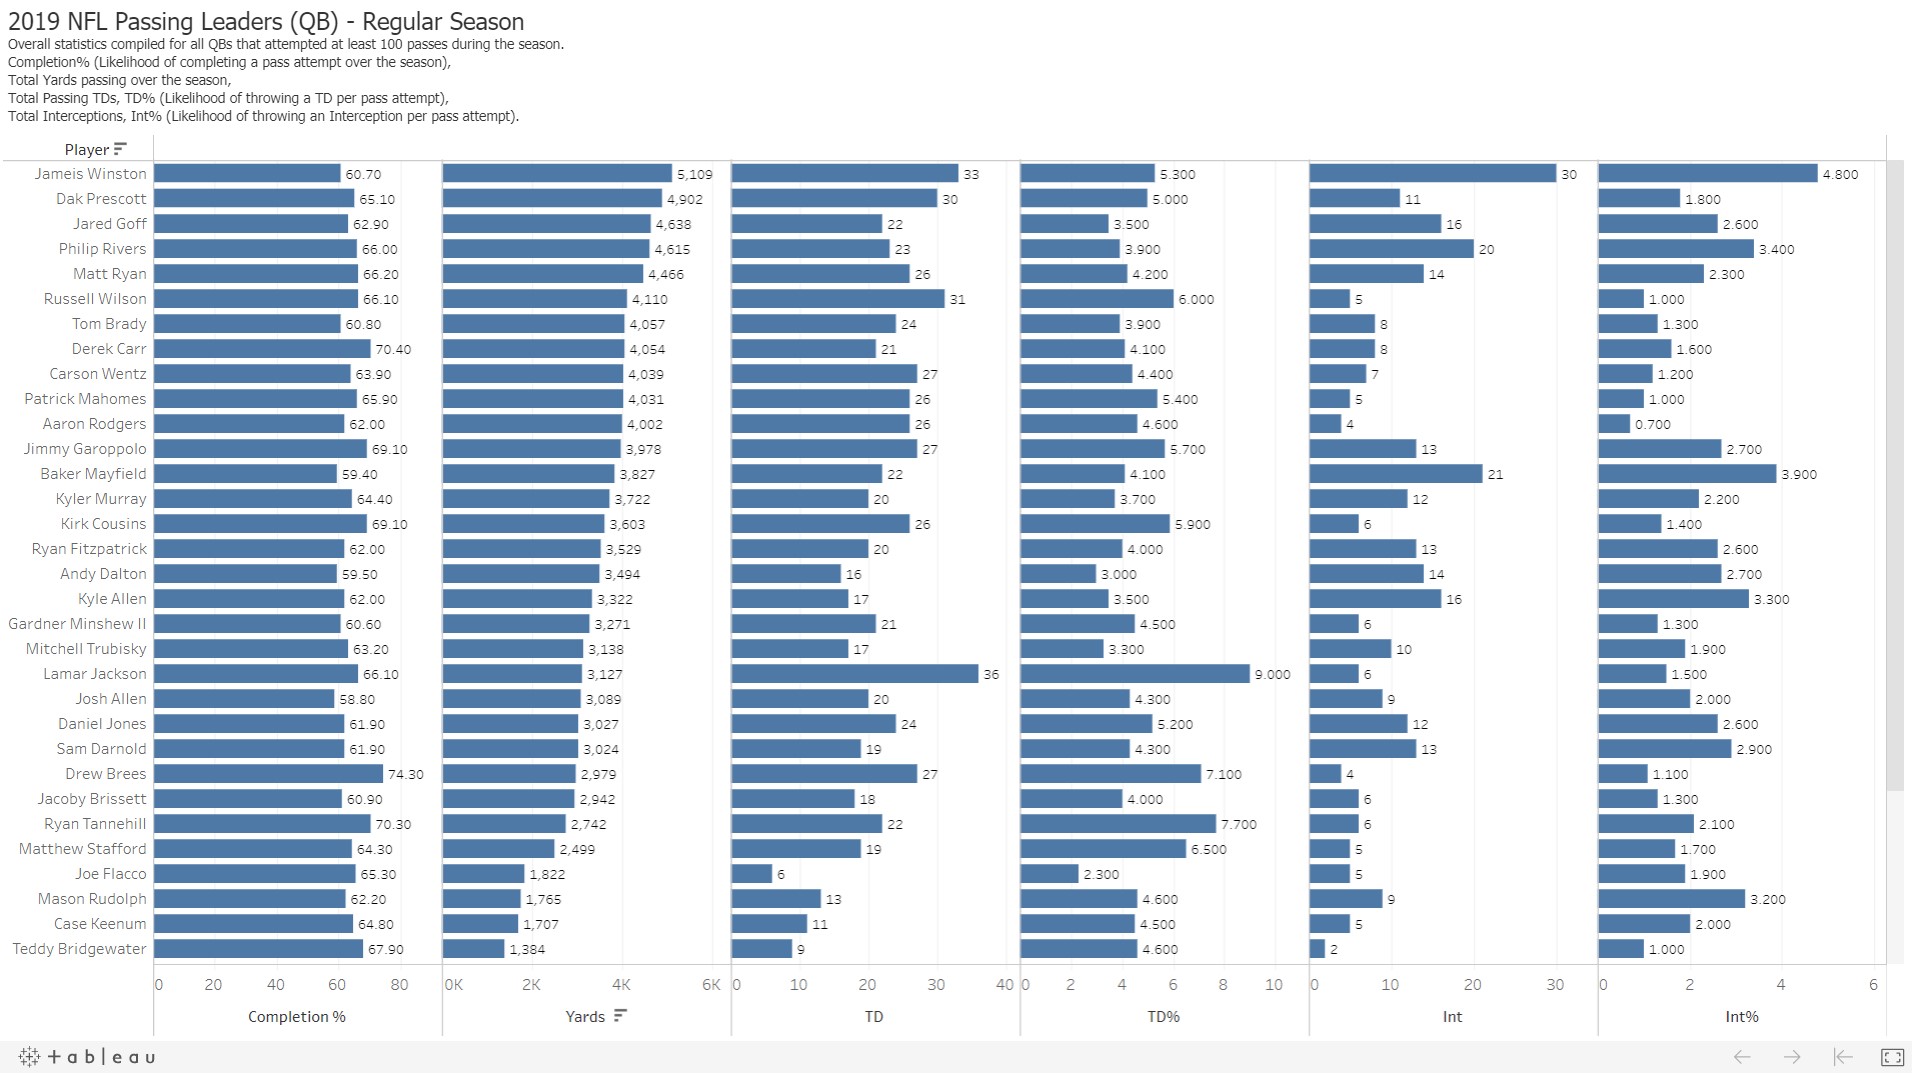 2019 NFL Passing Leaders (QB) - Regular Season
Overall statistics compiled for all QBs that attempted at least 100 passes during the season.
Completion% (Likelihood of completing a pass attempt over the season),
Total Yards passing over the season,
Total Passing TDs, TD% (Likelihood of throwing a TD per pass attempt),
Total Interceptions, Int% (Likelihood of throwing an Interception per pass attempt).
Player
Jameis Winston 60.70 5,109 33 5.300 30 4.800
Dak Prescott 65.10 4,902 30 5.000 11 1.800
Jared Goff 62.90 4,638 22 3.500 16 2.600
Philip Rivers 66.00 4,615 23 3.900 20 3.400
Matt Ryan 66.20 4,466 26 4.200 14 2.300
Russell Wilson 66.10 4,110 31 6.000 5 1.000
Tom Brady 60.80 4,057 24 3.900 8 1.300
Derek Carr 70.40 4,054 21 4.100 8 1.600
Carson Wentz 63.90 4,039 27 4.400 7 1.200
Patrick Mahomes 65.90 4,031 26 5.400 5 1.000
Aaron Rodgers 62.00 4,002 26 4.600 4 0.700
Jimmy Garoppolo 69.10 3,978 27 5.700 13 2.700
Baker Mayfield 59.40 3,827 22 4.100 21 3.900
Kyler Murray 64.40 3,722 20 3.700 12 2.200
Kirk Cousins 69.10 3,603 26 5.900 6 1.400
Ryan Fitzpatrick 62.00 3,529 20 4.000 13 2.600
Andy Dalton 59.50 3,494 16 3.000 14 2.700
Kyle Allen 62.00 3,322 17 3.500 16 3.300
Gardner Minshew II 60.60 3,271 21 4.500 6 1.300
Mitchell Trubisky 63.20 3,138 17 3.300 10 1.900
Lamar Jackson 66.10 3,127 36 9.000 6 1.500
Josh Allen 58.80 3,089 20 4.300 9 2.000
Daniel Jones 61.90 3,027 24 5.200 12 2.600
Sam Darnold 61.90 3,024 19 4.300 13 2.900
Drew Brees 74.30 2,979 27 7.100 4 1.100
Jacoby Brissett 60.90 2,942 18 4.000 6 1.300
Ryan Tannehill 70.30 2,742 22 7.700 6 2.100
Matthew Stafford 64.30 2,499 19 6.500 5 1.700
Joe Flacco 65.30 1,822 6 2.300 5 1.900
Mason Rudolph 62.20 1,765 13 4.600 9 3.200
Case Keenum 64.80 1,707 11 4.500 5 2.000
Teddy Bridgewater 67.90 1,384 9 4.600 2 1.000
0 20 40 60 80 0K 2K 4K 6K 0 10 20 30 40 0 2 4 6 8 10 0 10 20 30 0 2 4 6
Completion % Yards TD TD% Int Int%
+ a b l e a u